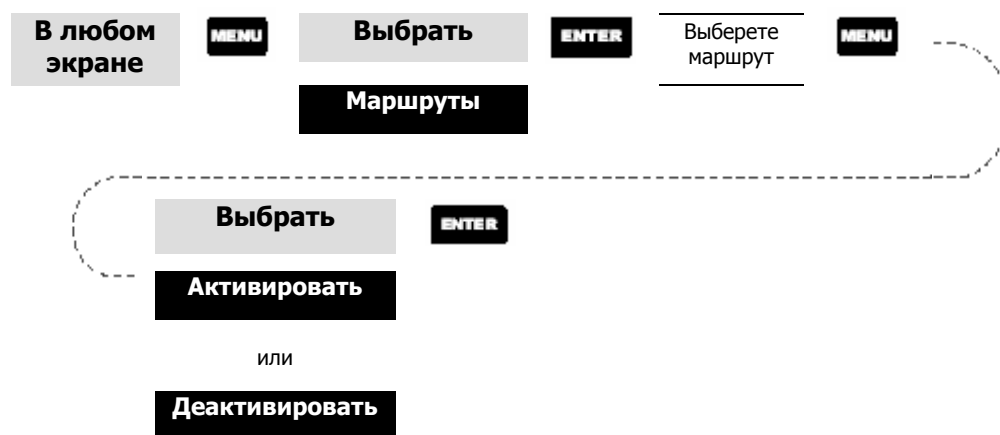 В любом
экране
MENU
Выбрать
Маршруты
ENTER
Выберете
маршрут
MENU
Выбрать
ENTER
Активировать
или
Деактивировать